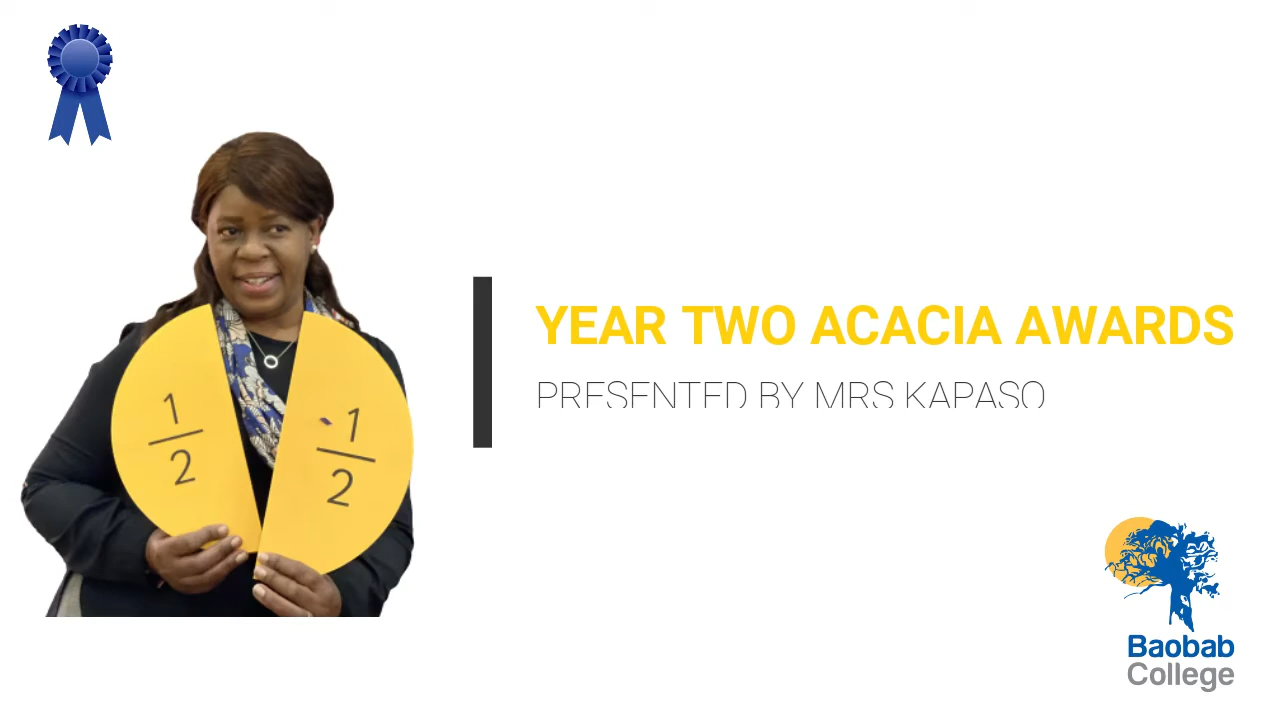 YEAR TWO ACACIA AWARDS
PRESENTED BY MRS KAPASO
1
2
1
2
Baobab
College